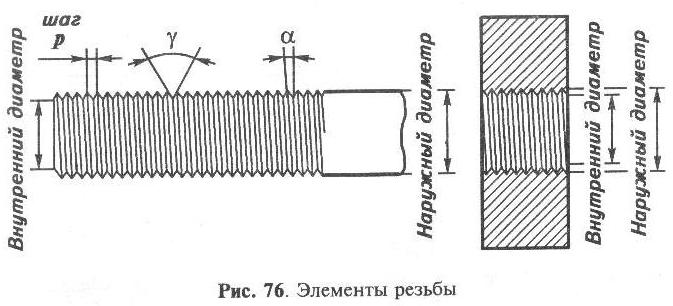 шаг
р
γ
α
Внутренний диаметр
Наружный диаметр
Внутренний диаметр
Наружный диаметр
Рис. 76. Элементы резьбы